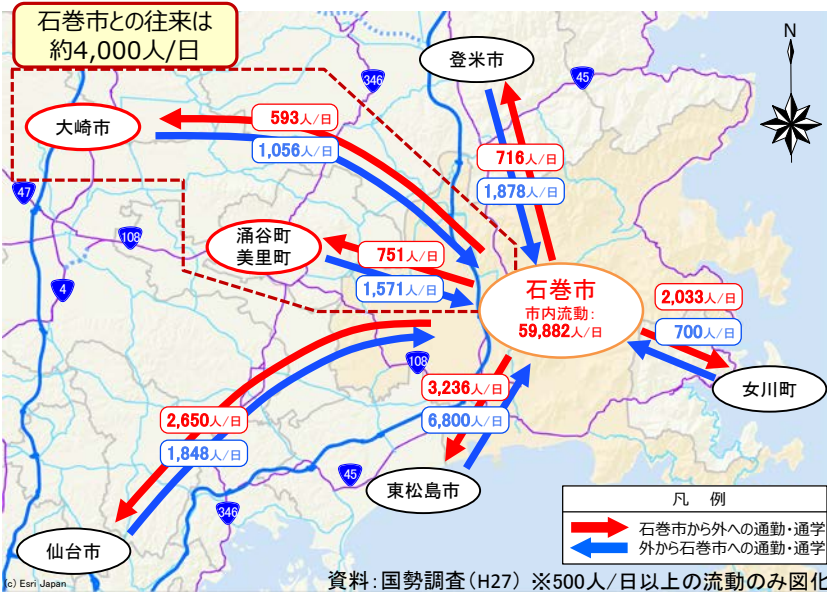 石巻市との往来は
約4,000人/日
N
346
登米市
45
大崎市
593人/日
1,056人/日
716人/日
1,878人/日
47
108
涌谷町
美里町
751人/日
1,571人/日
4
石巻市
市内流動:
59,882人/日
2,033人/日
700人/日
108
女川町
3,236人/日
6,800人/日
2,650人/日
1,848人/日
45
東松島市
346
仙台市
凡 例
石巻市から外への通勤・通学
外から石巻市への通勤・通学
(c) Esri Japan
資料:国勢調査(H27) ※500人/日以上の流動のみ図化